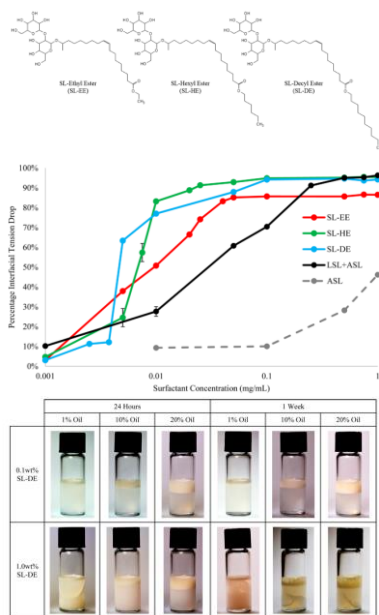 SL-Ethyl Ester
(SL-EE)
SL-Hexyl Ester
(SL-HE)
SL-Decyl Ester
(SL-DE)
Percentage Interfacial Tension Drop
100%
90%
80%
70%
60%
50%
40%
30%
20%
10%
0%
SL-EE
SL-HE
SL-DE
LSL+ASL
ASL
0.001
0.01
0.1
1
Surfactant Concentration (mg/mL)
24 Hours
1 Week
1% Oil
10% Oil
20% Oil
1% Oil
10% Oil
20% Oil
0.1wt%
SL-DE
1.0wt%
SL-DE